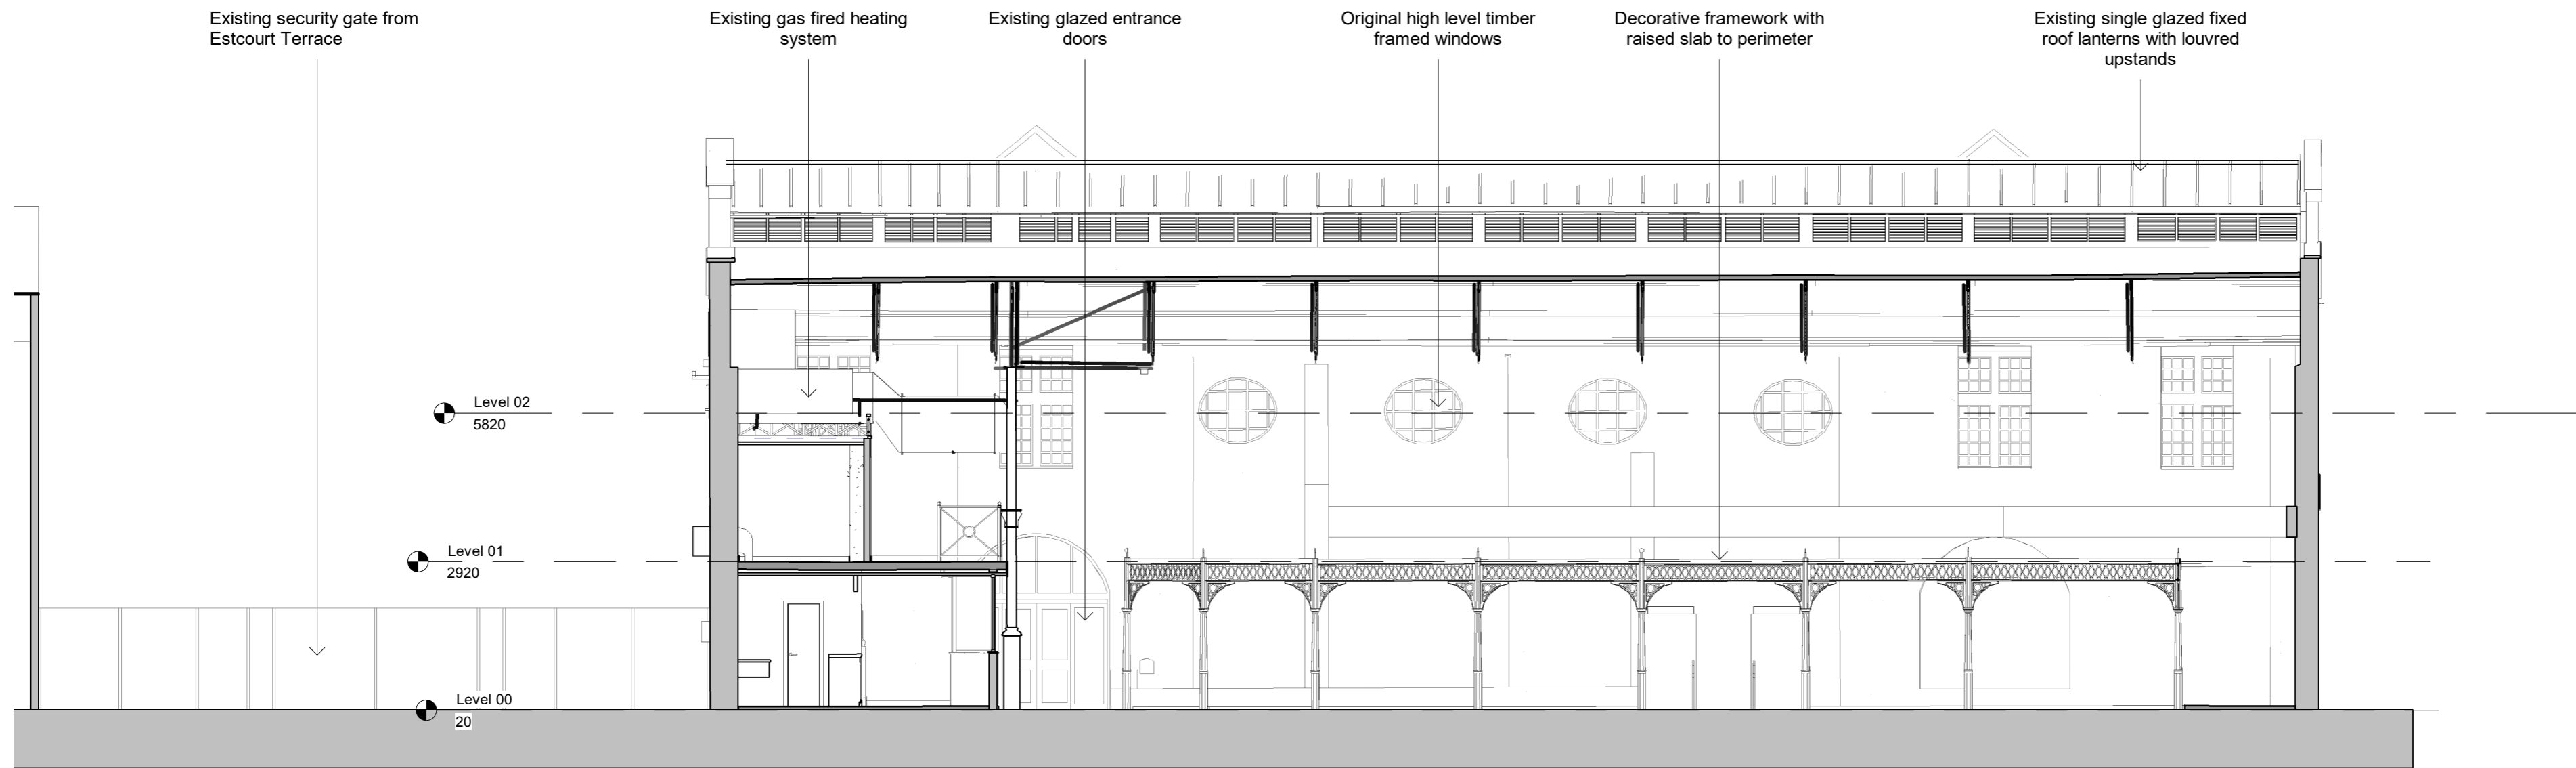 Existing security gate from
Estcourt Terrace
Existing gas fired heating
system
Existing glazed entrance
doors
Original high level timber
framed windows
Decorative framework with
raised slab to perimeter
Existing single glazed fixed
roof lanterns with louvred
upstands
Level 02
5820
Level 01
2920
Level 00
20